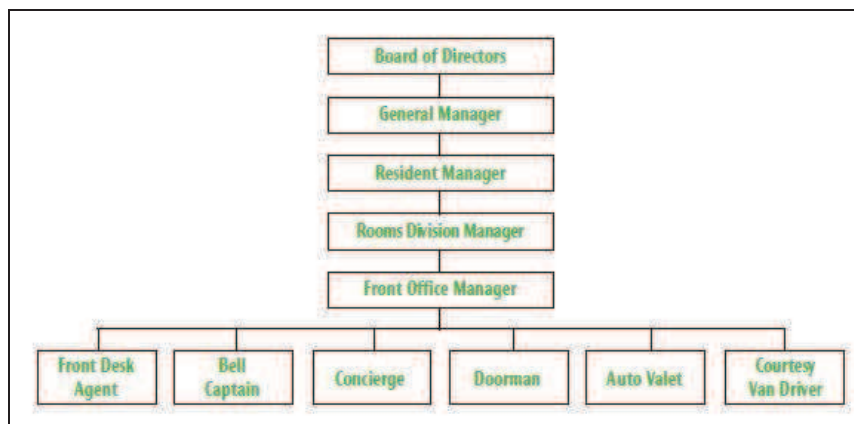 Board of Directors
General Manager
Resident Manager
Rooms Division Manager
Front Office Manager
Front Desk
Agent
Bell
Captain
Concierge
Doorman
Auto Valet
Courtesy
Van Driver